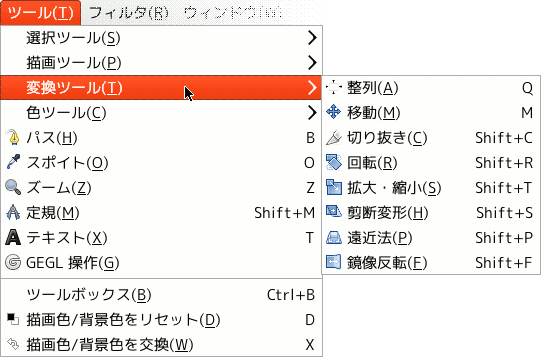 ツール(T) フィルタ(R) ウィンドウ(W)
選択ツール(S)
描画ツール(P)
変換ツール(T)
色ツール(C)
パス(H) B
スポイト(O) O
ズーム(Z) Z
定規(M) Shift+M
テキスト(X) T
GEGL 操作(G)
ツールボックス(B) Ctrl+B
描画色/背景色をリセット(D) D
描画色/背景色を交換(W) X
整列(A) Q
移動(M) M
切り抜き(C) Shift+C
回転(R) Shift+R
拡大・縮小(S) Shift+T
剪断変形(H) Shift+S
遠近法(P) Shift+P
鏡像反転(F) Shift+F